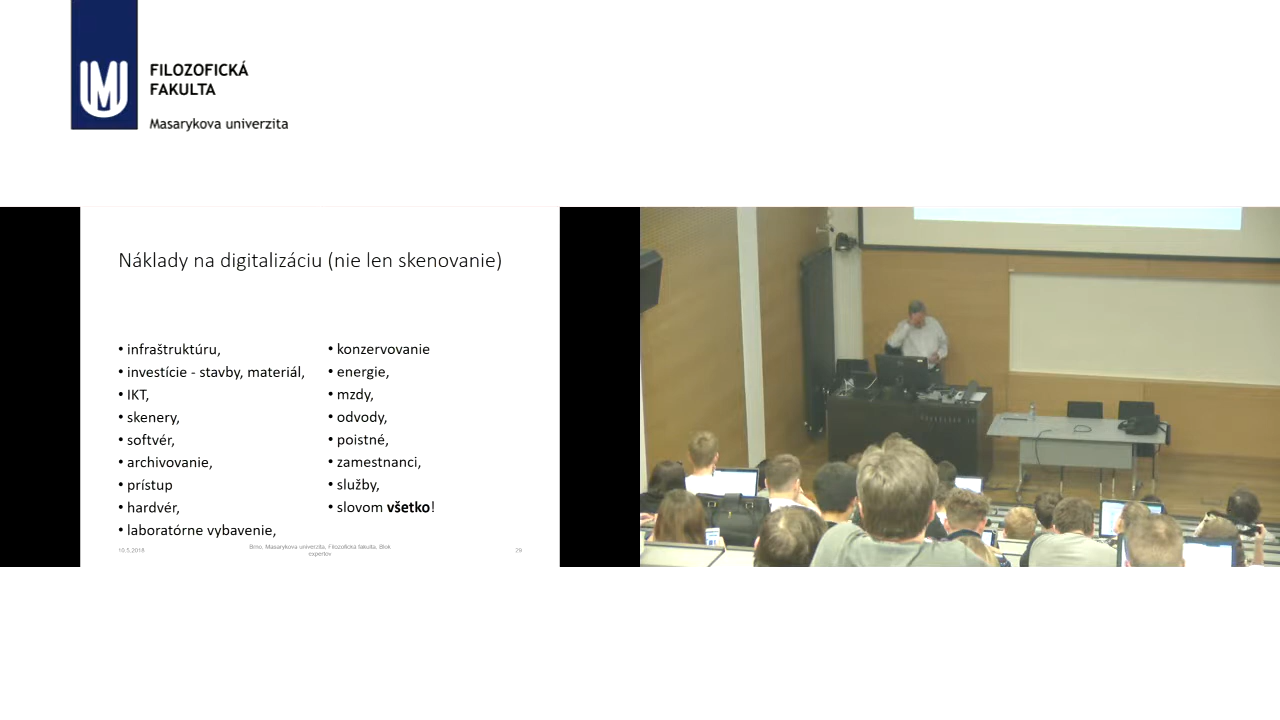 FILOZOFICKÁ
FAKULTA
Masarykova univerzita
Náklady na digitalizáciu (nie len skenovanie)
• infraštruktúru,
• investície - stavby, materiál,
• IKT,
• skenery,
• softvér,
• archivovanie,
• prístup
• hardvér,
• laboratórne vybavenie,
• konzervovanie
• energie,
• mzdy,
• odvody,
• poistné,
• zamestnanci,
• služby,
• slovom všetko!
10.5.2018
Brno, Masarykova univerzita, Filozofická fakulta, Blok
expertov
29